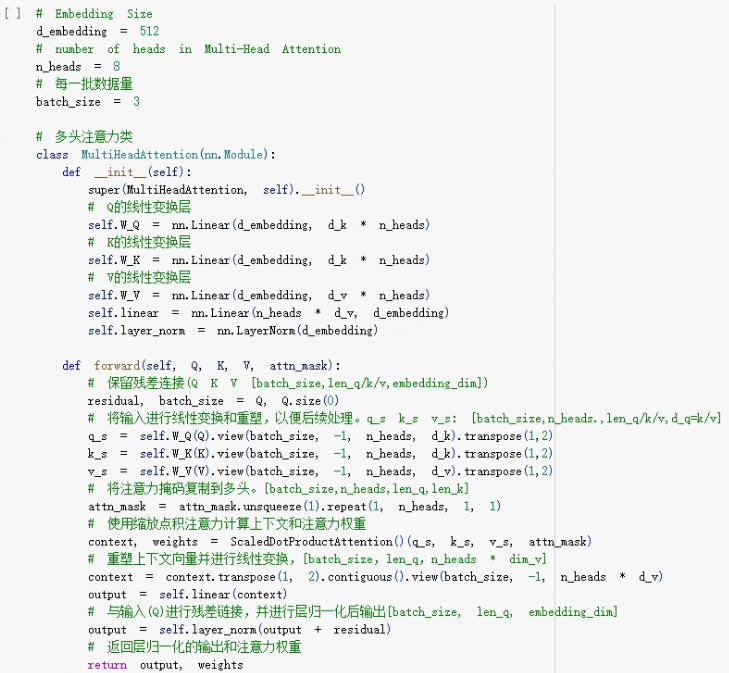 [ ] # Embedding Size
d_embedding = 512
# number of heads in Multi-Head Attention
n_heads = 8
# 每一批数据量
batch_size = 3
# 多头注意力类
class MultiHeadAttention(nn.Module):
def __init__(self):
super(MultiHeadAttention, self).__init__()
# Q的线性变换层
self.W_Q = nn.Linear(d_embedding, d_k * n_heads)
# K的线性变换层
self.W_K = nn.Linear(d_embedding, d_k * n_heads)
# V的线性变换层
self.W_V = nn.Linear(d_embedding, d_v * n_heads)
self.linear = nn.Linear(n_heads * d_v, d_embedding)
self.layer_norm = nn.LayerNorm(d_embedding)
def forward(self, Q, K, V, attn_mask):
# 保留残差连接(Q K V [batch_size,len_q/k/v,embedding_dim])
residual, batch_size = Q, Q.size(0)
# 将输入进行线性变换和重塑，以便后续处理。q_s k_s v_s: [batch_size,n_heads.,len_q/k/v,d_q=k/v]
q_s = self.W_Q(Q).view(batch_size, -1, n_heads, d_k).transpose(1,2)
k_s = self.W_K(K).view(batch_size, -1, n_heads, d_k).transpose(1,2)
v_s = self.W_V(V).view(batch_size, -1, n_heads, d_v).transpose(1,2)
# 将注意力掩码复制到多头。[batch_size,n_heads,len_q,len_k]
attn_mask = attn_mask.unsqueeze(1).repeat(1, n_heads, 1, 1)
# 使用缩放点积注意力计算上下文和注意力权重
context, weights = ScaledDotProductAttention()(q_s, k_s, v_s, attn_mask)
# 重塑上下文向量并进行线性变换，[batch_size, len_q, n_heads * dim_v]
context = context.transpose(1, 2).contiguous().view(batch_size, -1, n_heads * d_v)
output = self.linear(context)
# 与输入(Q)进行残差链接，并进行层归一化后输出[batch_size, len_q, embedding_dim]
output = self.layer_norm(output + residual)
# 返回层归一化的输出和注意力权重
return output, weights